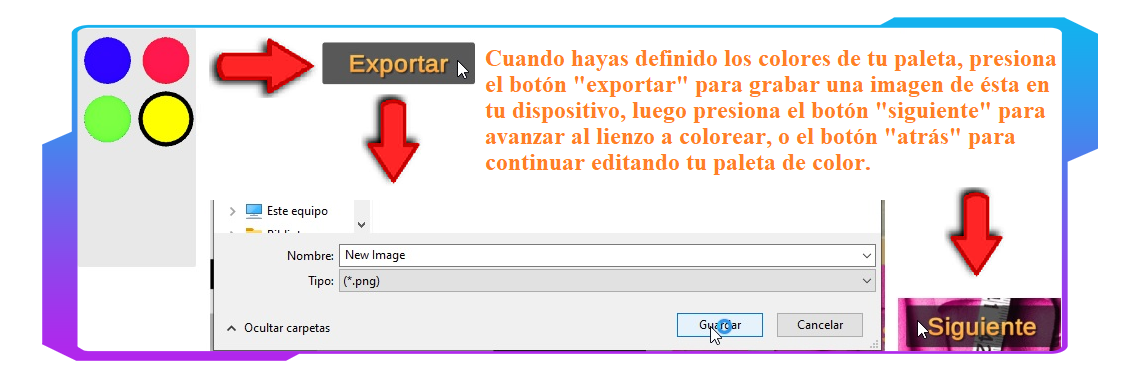 Exportar
Cuando hayas definido los colores de tu paleta, presiona
el botón "exportar" para grabar una imagen de ésta en
tu dispositivo, luego presiona el botón "siguiente" para
avanzar al lienzo a colorear, o el botón "atrás" para
continuar editando tu paleta de color.
Este equipo
Nombre: New Image
Tipo: (*.png)
Ocultar carpetas
Guardar Cancelar
Siguiente